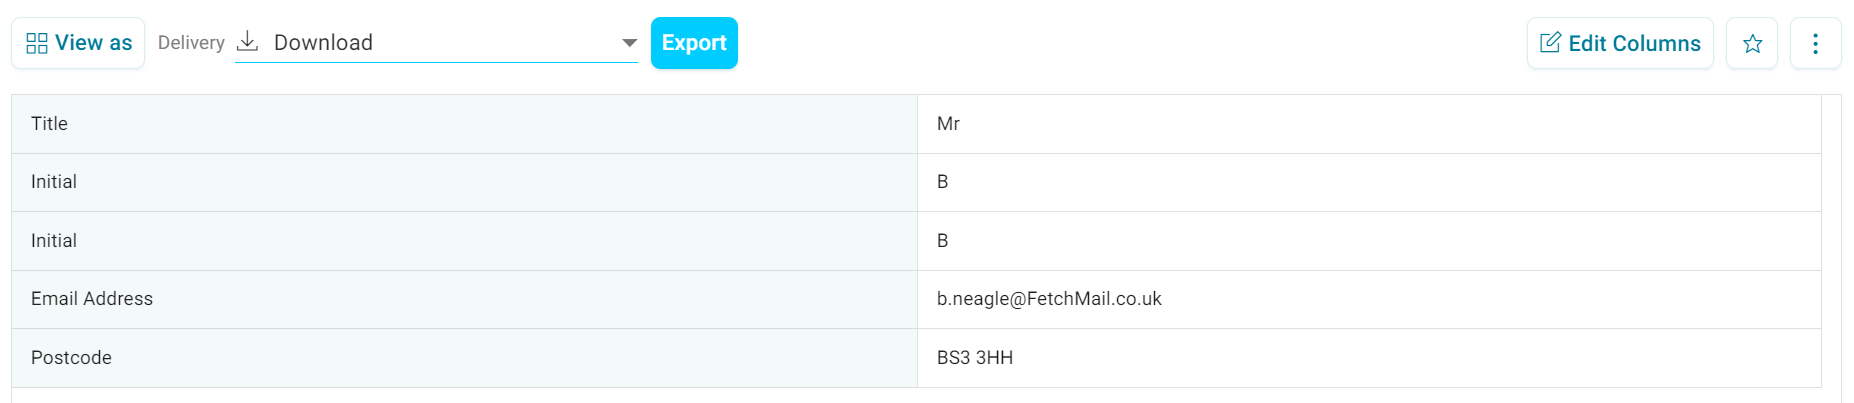 View as Delivery Download Export Edit Columns
Title Mr
Initial B
Initial B
Email Address b.neagle@FetchMail.co.uk
Postcode BS3 3HH